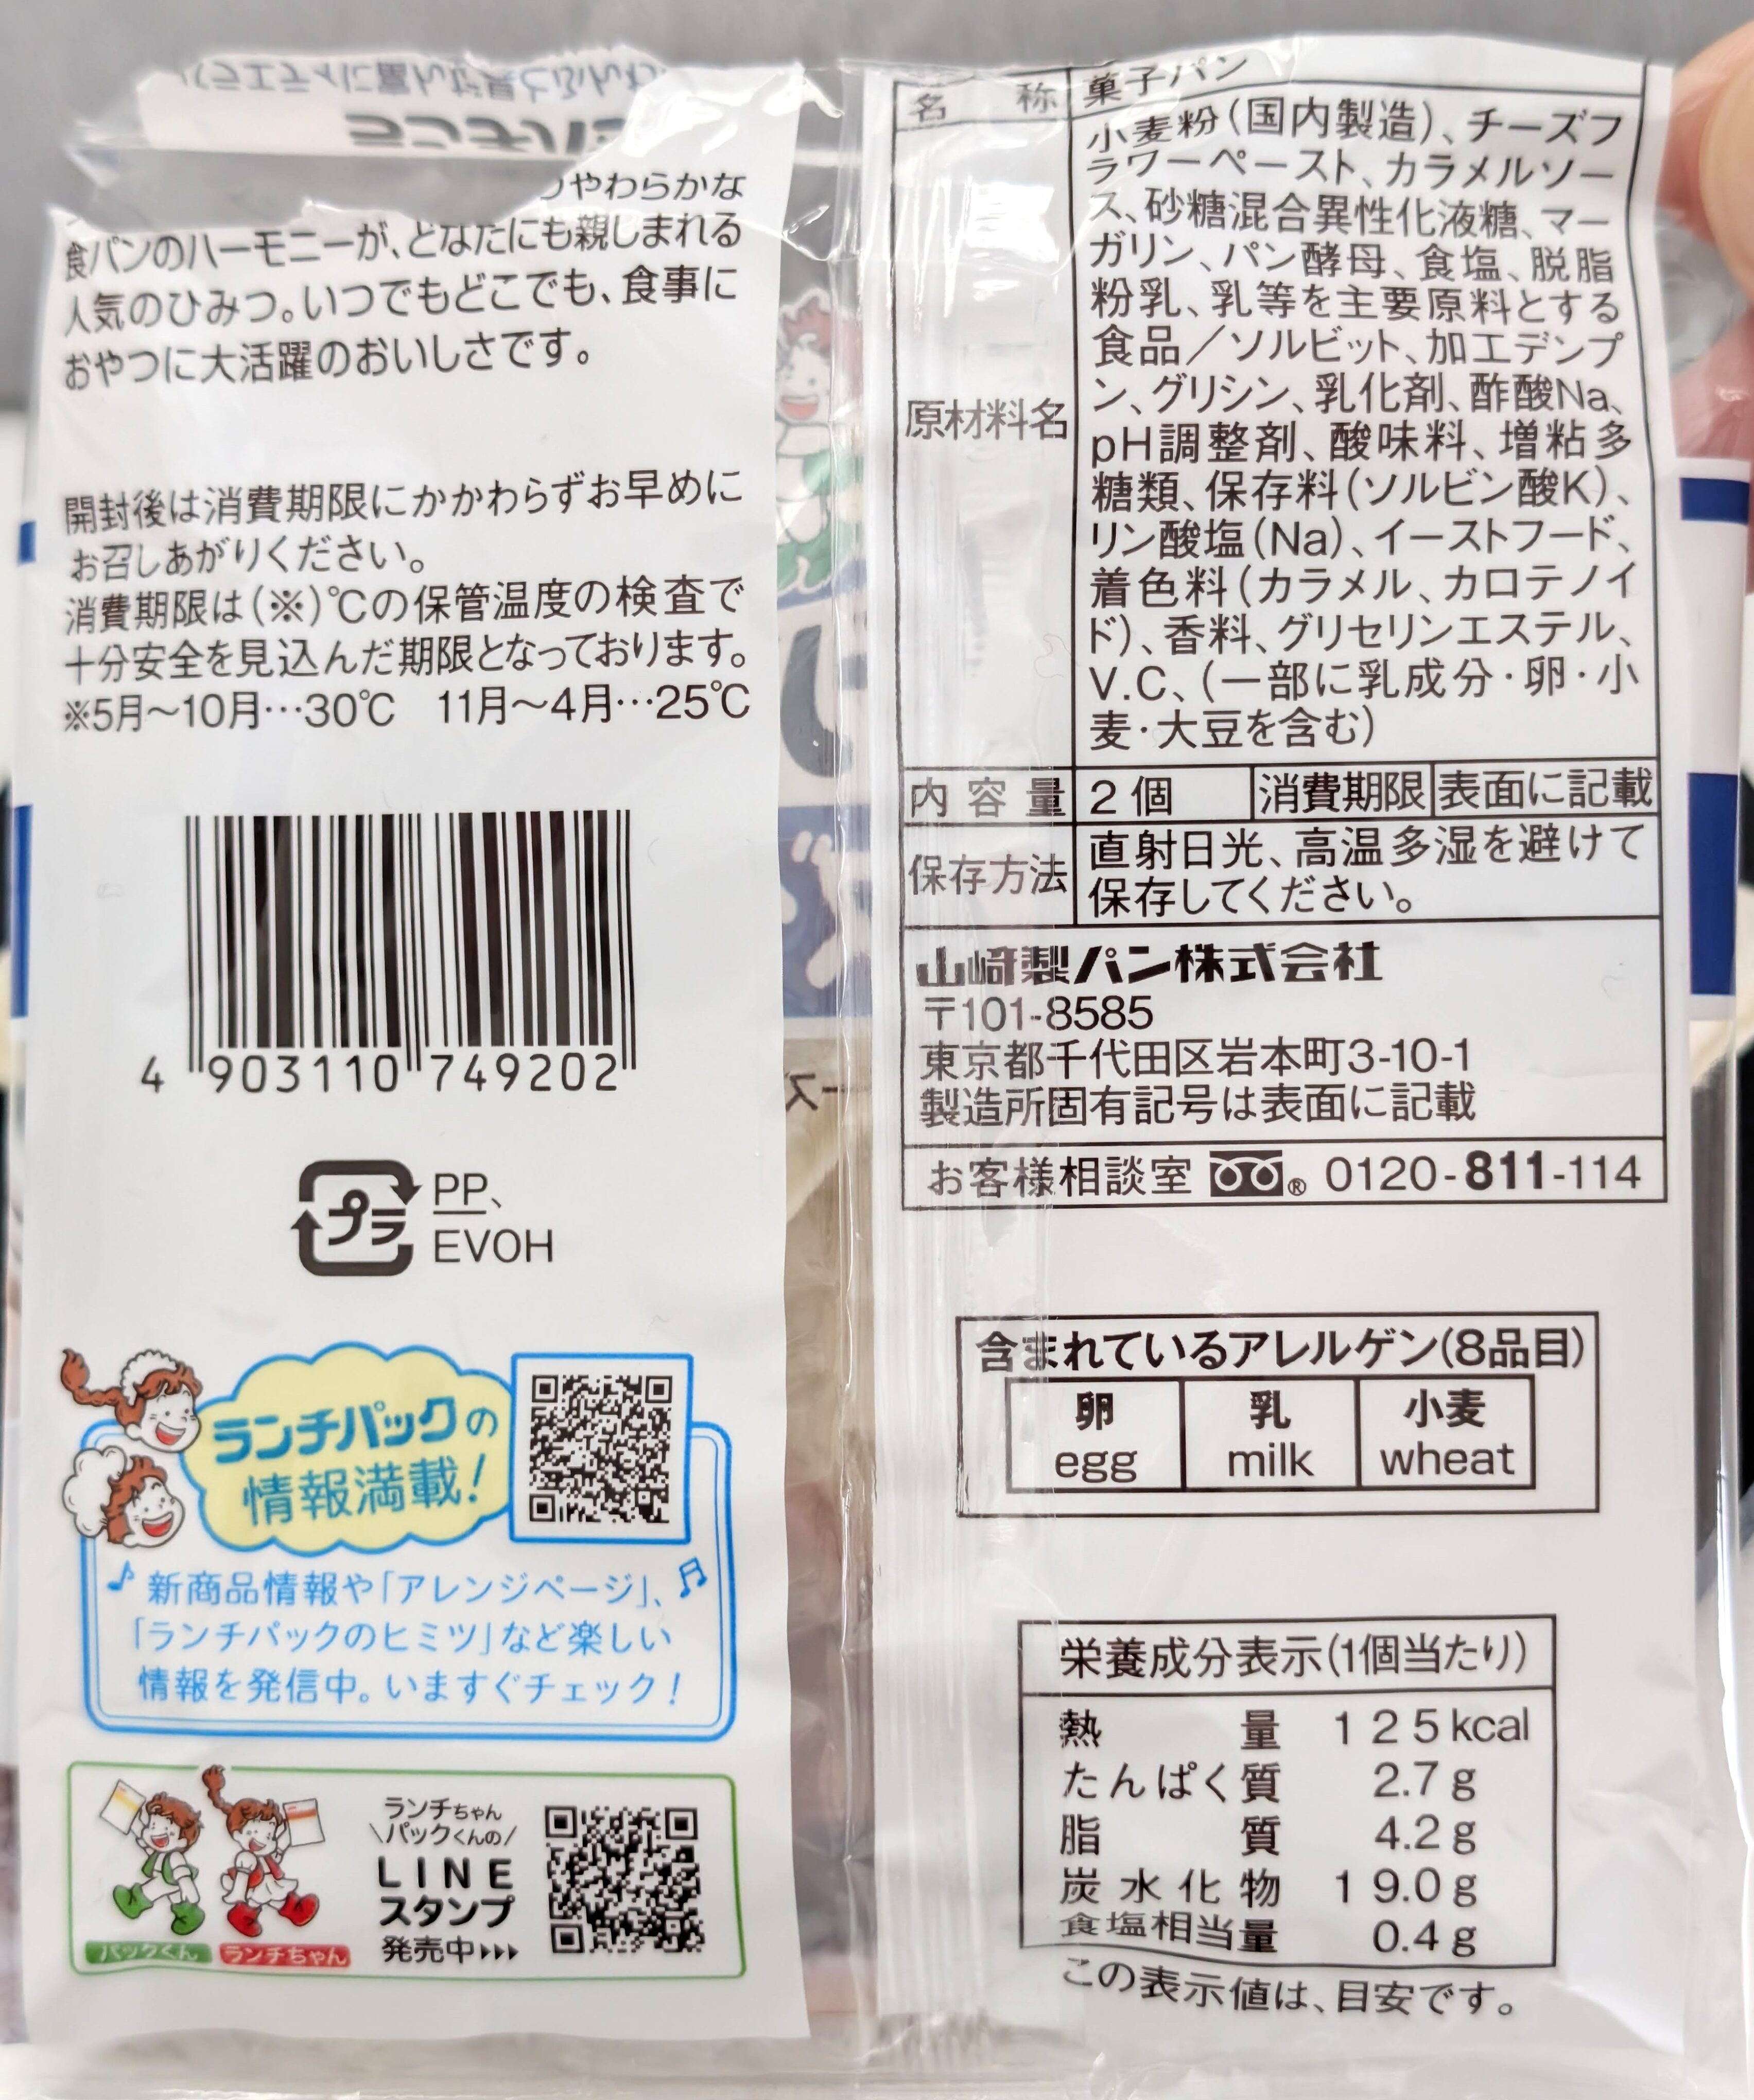 バラエティに富んだ具とふんわり
ランチパック
やわらかな
食パンのハーモニーが、どなたにも親しまれる
人気のひみつ。いつでもどこでも、食事に
おやつに大活躍のおいしさです。
開封後は消費期限にかかわらずお早めに
お召しあがりください。
消費期限は(※)℃の保管温度の検査で
十分安全を見込んだ期限となっております。
※5月～10月…30℃ 11月～4月…25℃
4 903110 749202
プラ PP、
EVOH
ランチパックの
情報満載!
♪ 新商品情報や「アレンジページ」、♬
「ランチパックのヒミツ」など楽しい
情報を発信中。いますぐチェック!
ランチちゃん
\パックくんの/
LINE
スタンプ
発売中
パックくん ランチちゃん
名称 菓子パン
原材料名
小麦粉(国内製造)、チーズフ
ラワーペースト、カラメルソー
ス、砂糖混合異性化液糖、マー
ガリン、パン酵母、食塩、脱脂
粉乳、乳等を主要原料とする
食品/ソルビット、加工デンプ
ン、グリシン、乳化剤、酢酸Na、
pH調整剤、酸味料、増粘多
糖類、保存料(ソルビン酸K)、
リン酸塩(Na)、イーストフード、
着色料(カラメル、カロテノイ
ド)、香料、グリセリンエステル、
V.C、(一部に乳成分・卵・小
麦・大豆を含む)
内容量 2個 消費期限 表面に記載
保存方法
直射日光、高温多湿を避けて
保存してください。
山崎製パン株式会社
〒101-8585
東京都千代田区岩本町3-10-1
製造所固有記号は表面に記載
お客様相談室 ® 0120-811-114
含まれているアレルゲン(8品目)
卵 乳 小麦
egg milk wheat
栄養成分表示(1個当たり)
熱量 125kcal
たんぱく質 2.7g
脂質 4.2g
炭水化物 19.0g
食塩相当量 0.4g
この表示値は、目安です。